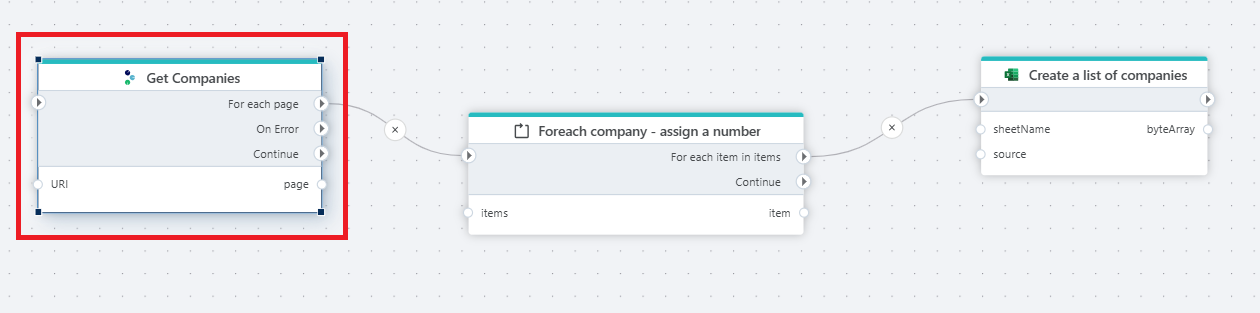 Get Companies
For each page
On Error
Continue
URI
page
Foreach company - assign a number
For each item in items
Continue
items
item
Create a list of companies
sheetName
byteArray
source